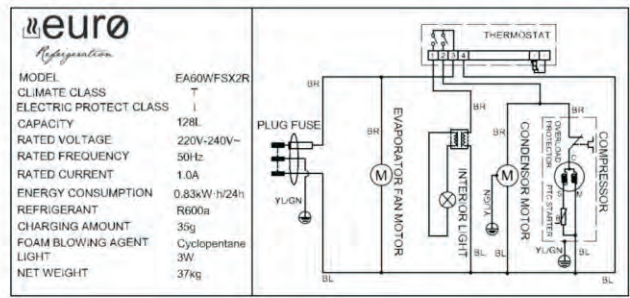 eurø
Refrigeration
MODEL EA60WFSX2R
CLIMATE CLASS T
ELECTRIC PROTECT CLASS I
CAPACITY 128L
RATED VOLTAGE 220V-240V~
RATED FREQUENCY 50Hz
RATED CURRENT 1.0A
ENERGY CONSUMPTION 0.83kW·h/24h
REFRIGERANT R600a
CHARGING AMOUNT 35g
FOAM BLOWING AGENT Cyclopentane
LIGHT 3W
NET WEIGHT 37kg
THERMOSTAT
1 2 3 4
BR
BR
BR
BR
BR
PLUG FUSE
YL/GN
BL
EVAPORATOR FAN MOTOR
M
INTERIOR LIGHT
BL
CONDENSOR MOTOR
M
BL
OVERLOAD PROTECTOR
COMPRESSOR
C
S M
PTC STARTER
YL/GN
BL
BL